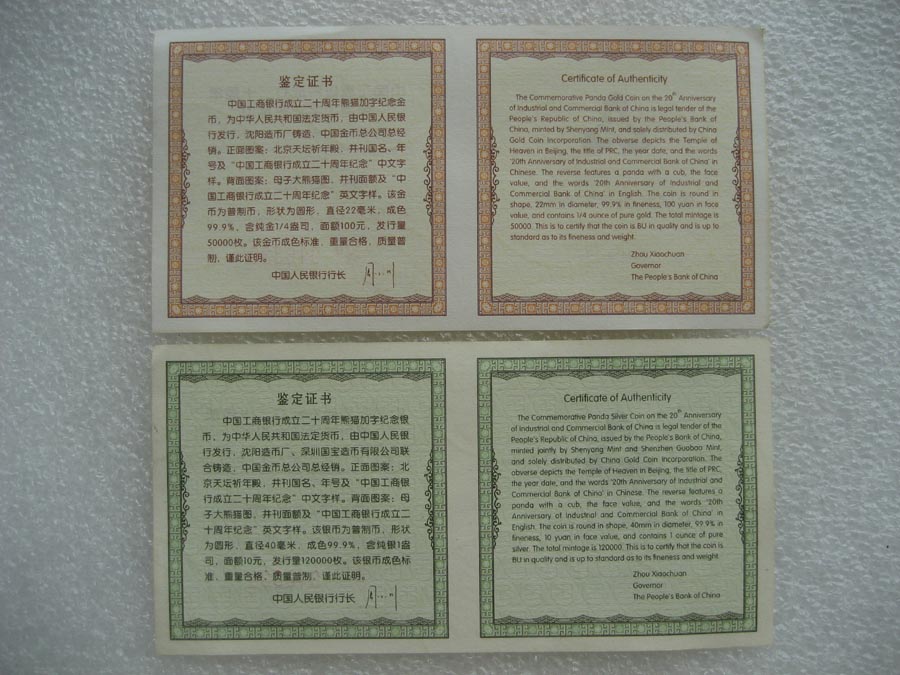 鉴定证书
中国工商银行成立二十周年熊猫加字纪念金
币，为中华人民共和国法定货币，由中国人民银
行发行，沈阳造币厂铸造，中国金币总公司总经
销。正面图案：北京天坛祈年殿，并刊国名、年
号及“中国工商银行成立二十周年纪念”中文字
样。背面图案：母子大熊猫图，并刊面额及“中
国工商银行成立二十周年纪念”英文字样。该金
币为普制币，形状为圆形，直径22毫米，成色
99.9%，含纯金1/4盎司，面额100元，发行量
50000枚。该金币成色标准，重量合格，质量普
制，谨此证明。
中国人民银行行长
Certificate of Authenticity
The Commemorative Panda Gold Coin on the 20th Anniversary
of Industrial and Commercial Bank of China is legal tender of the
People's Republic of China, issued by the People's Bank of
China, minted by Shenyang Mint, and solely distributed by China
Gold Coin Incorporation. The obverse depicts the Temple of
Heaven in Beijing, the title of PRC, the year date, and the words
'20th Anniversary of Industrial and Commercial Bank of China' in
Chinese. The reverse features a panda with a cub, the face
value, and the words '20th Anniversary of Industrial and
Commercial Bank of China' in English. The coin is round in
shape, 22mm in diameter, 99.9% in fineness, 100 yuan in face
value, and contains 1/4 ounce of pure gold. The total mintage is
50000. This is to certify that the coin is BU in quality and is up to
standard as to its fineness and weight.
Zhou Xiaochuan
Governor
The People's Bank of China
鉴定证书
中国工商银行成立二十周年熊猫加字纪念银
币，为中华人民共和国法定货币，由中国人民银
行发行，沈阳造币厂、深圳国宝造币有限公司联
合铸造，中国金币总公司总经销。正面图案：北
京天坛祈年殿，并刊国名、年号及“中国工商银
行成立二十周年纪念”中文字样。背面图案：母
子大熊猫图，并刊面额及“中国工商银行成立二
十周年纪念”英文字样。该银币为普制币，形状
为圆形，直径40毫米，成色99.9%，含纯银1盎
司，面额10元，发行量120000枚。该银币成色标
准，重量合格，质量普制，谨此证明。
中国人民银行行长
Certificate of Authenticity
The Commemorative Panda Silver Coin on the 20th Anniversary
of Industrial and Commercial Bank of China is legal tender of the
People's Republic of China, issued by the People's Bank of China,
minted jointly by Shenyang Mint and Shenzhen Guobao Mint,
and solely distributed by China Gold Coin Incorporation. The
obverse depicts the Temple of Heaven in Beijing, the title of PRC,
the year date, and the words '20th Anniversary of Industrial and
Commercial Bank of China' in Chinese. The reverse features a
panda with a cub, the face value, and the words '20th
Anniversary of Industrial and Commercial Bank of China' in
English. The coin is round in shape, 40mm in diameter, 99.9% in
fineness, 10 yuan in face value, and contains 1 ounce of pure
silver. The total mintage is 120000. This is to certify that the coin is
BU in quality and is up to standard as to its fineness and weight.
Zhou Xiaochuan
Governor
The People's Bank of China